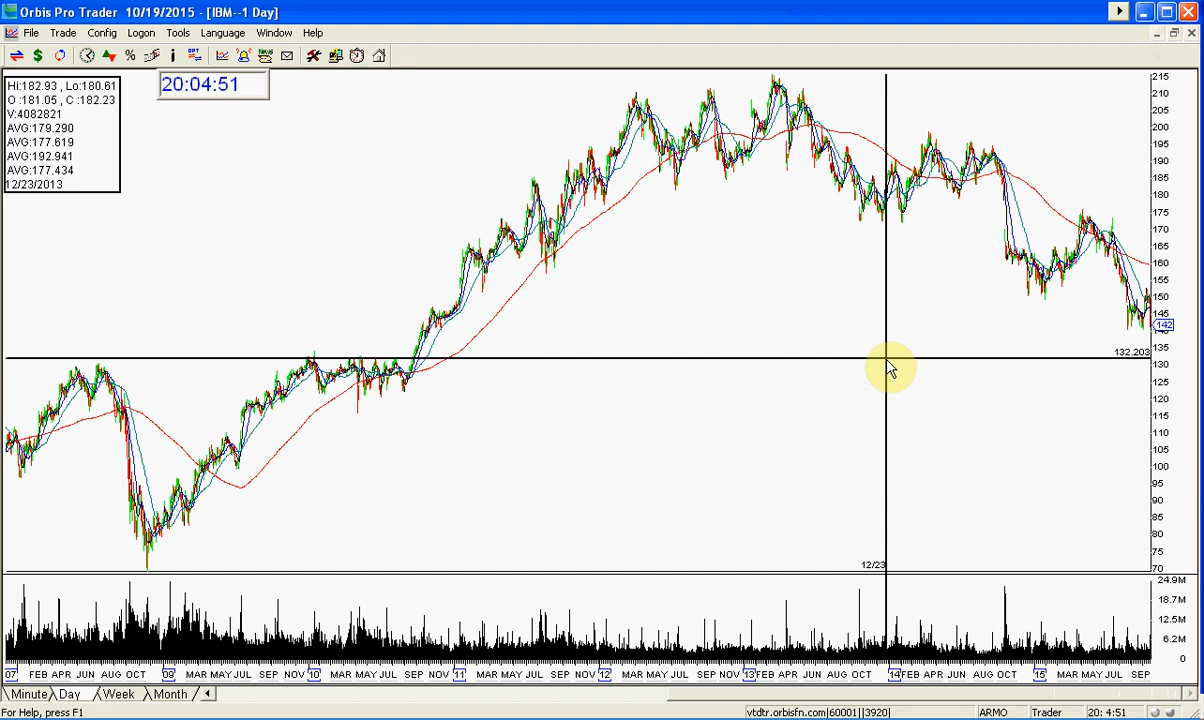 Orbis Pro Trader 10/19/2015 - [IBM--1 Day]
File Trade Config Logon Tools Language Window Help
20:04:51
Hi:182.93 , Lo:180.61
O :181.05 , C :182.23
V:4082821
AVG:179.290
AVG:177.619
AVG:192.941
AVG:177.434
12/23/2013
215
210
205
200
195
190
185
180
175
170
165
160
155
150
145
142
140
135
132.203
130
125
120
115
110
105
100
95
90
85
80
75
70
12/23
24.9M
18.7M
12.5M
6.2M
0
07 FEB APR JUN AUG OCT 09 MAR MAY JUL NOV 10 MAR MAY JUL SEP NOV 11 MAR MAY JUL SEP NOV 12 MAR MAY JUL SEP NOV 13 FEB APR JUN AUG OCT 14 FEB APR JUN AUG OCT 15 MAR MAY JUL SEP
Minute Day Week Month
For Help, press F1
vtdtr.orbisfn.com|60001||3920|
ARMO
Trader
20: 4:51